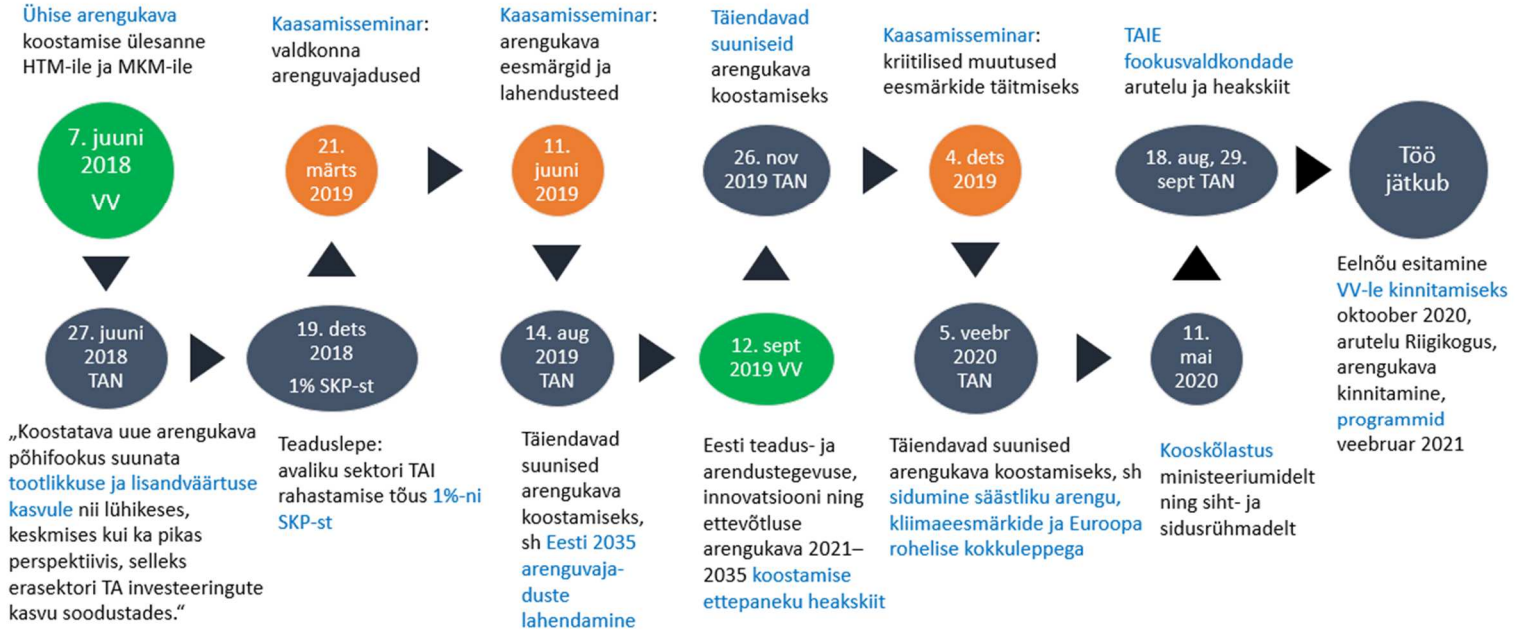 Ühise arengukava
koostamise ülesanne
HTM-ile ja MKM-ile
7. juuni
2018
VV
27. juuni
2018
TAN
„Koostatava uue arengukava
põhifookus suunata
tootlikkuse ja lisandväärtuse
kasvule nii lühikeses,
keskmises kui ka pikas
perspektiivis, selleks
erasektori TA investeeringute
kasvu soodustades.“
19. dets
2018
1% SKP-st
Teaduslepe:
avaliku sektori TAI
rahastamise tõus 1%-ni
SKP-st
Kaasamisseminar:
valdkonna
arenguvajadused
21.
märts
2019
Kaasamisseminar:
arengukava
eesmärgid ja
lahendusteed
11.
juuni
2019
14. aug
2019
TAN
Täiendavad
suunised
arengukava
koostamiseks,
sh Eesti 2035
arenguvaja-
duste
lahendamine
12. sept
2019 VV
Eesti teadus- ja
arendustegevuse,
innovatsiooni ning
ettevõtluse
arengukava 2021–
2035 koostamise
ettepaneku heakskiit
Täiendavad
suuniseid
arengukava
koostamiseks
26. nov
2019 TAN
Kaasamisseminar:
kriitilised muutused
eesmärkide täitmiseks
4. dets
2019
5. veebr
2020
TAN
Täiendavad suunised
arengukava koostamiseks, sh
sidumine säästliku arengu,
kliimaeesmärkide ja Euroopa
rohelise kokkuleppega
11.
mai
2020
Kooskõlastus
ministeeriumidelt
ning siht- ja
sidusrühmadelt
TAIE
fookusvaldkondade
arutelu ja heakskiit
18. aug, 29.
sept TAN
Töö
jätkub
Eelnõu esitamine
VV-le kinnitamiseks
oktoober 2020,
arutelu Riigikogus,
arengukava
kinnitamine,
programmid
veebruar 2021